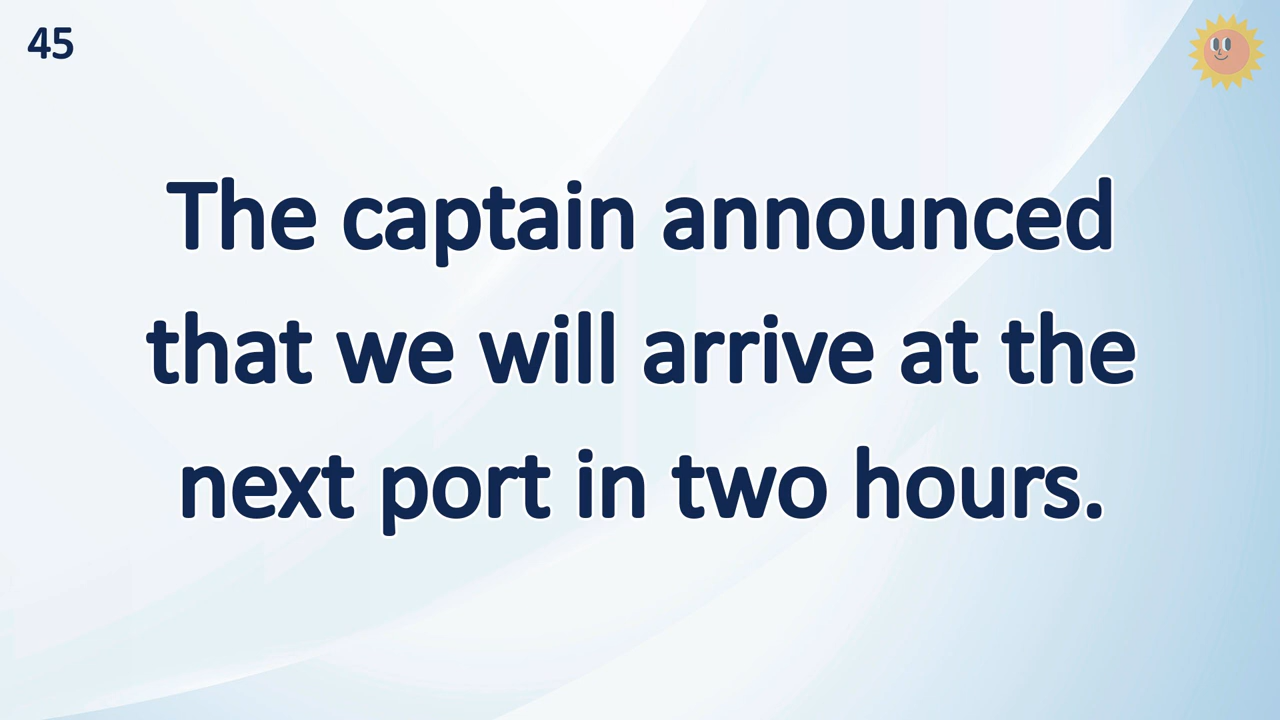 45
The captain announced
that we will arrive at the
next port in two hours.